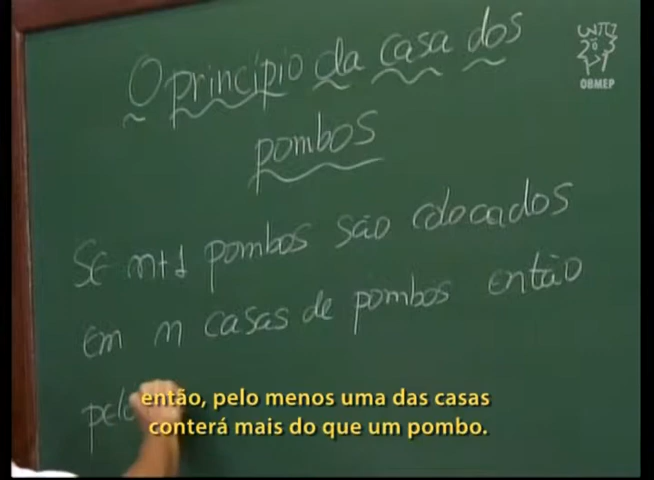 O princípio da casa dos
pombos
OBMEP
Se n+1 pombos são colocados
em n casas de pombos então
pelo
então, pelo menos uma das casas
conterá mais do que um pombo.